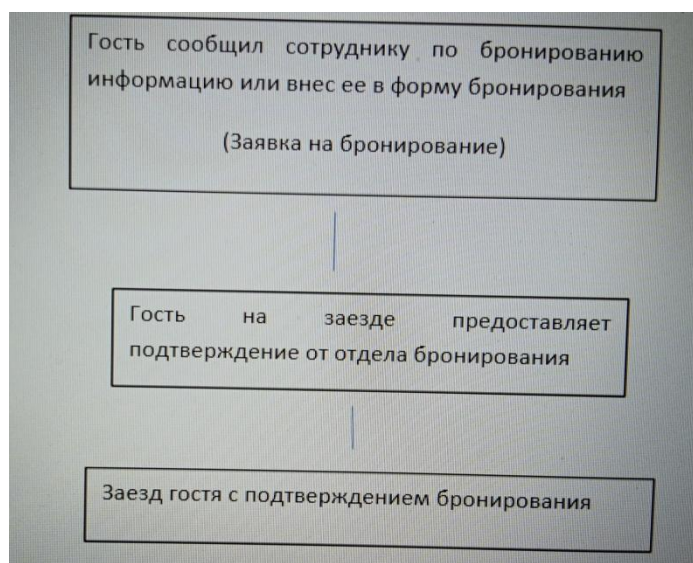 Гость сообщил сотруднику по бронированию
информацию или внес ее в форму бронирования
(Заявка на бронирование)
Гость на заезде предоставляет
подтверждение от отдела бронирования
Заезд гостя с подтверждением бронирования